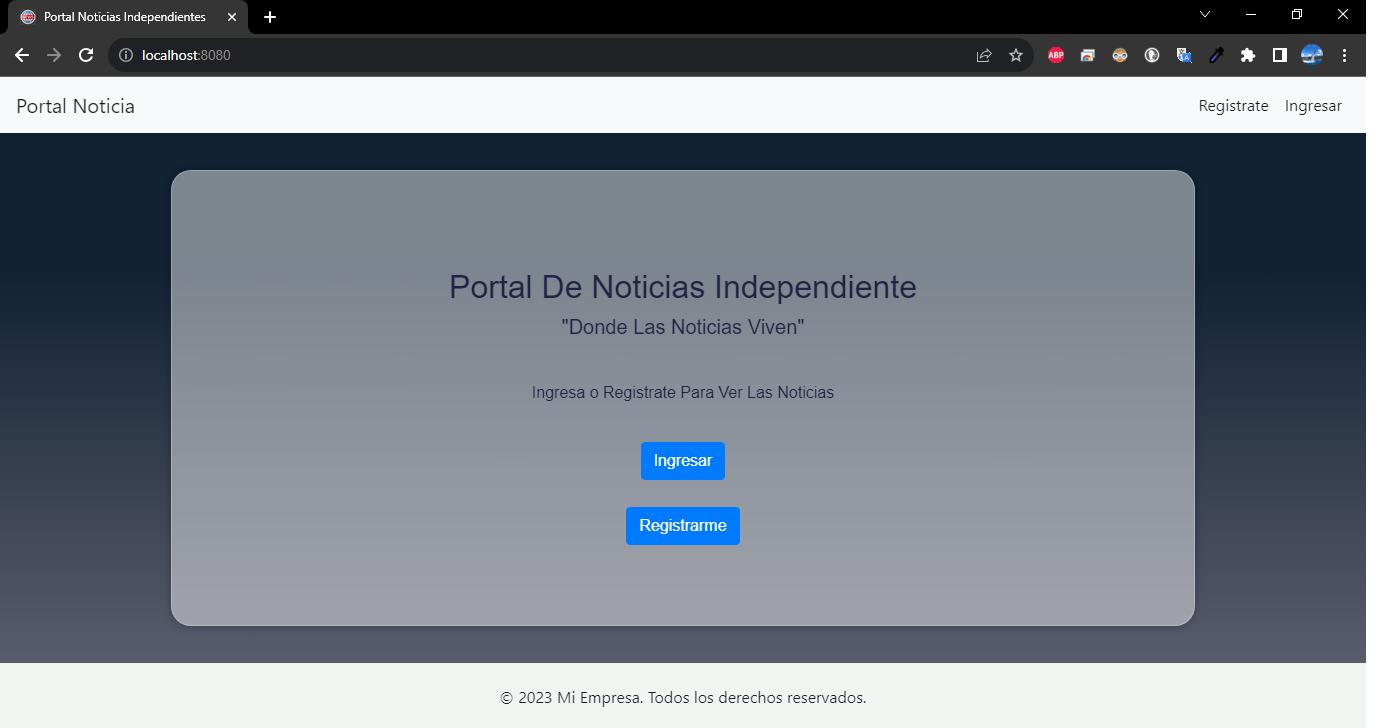 Portal Noticias Independientes
localhost:8080
ABP
Portal Noticia
Registrate Ingresar
Portal De Noticias Independiente
"Donde Las Noticias Viven"
Ingresa o Registrate Para Ver Las Noticias
Ingresar
Registrarme
© 2023 Mi Empresa. Todos los derechos reservados.